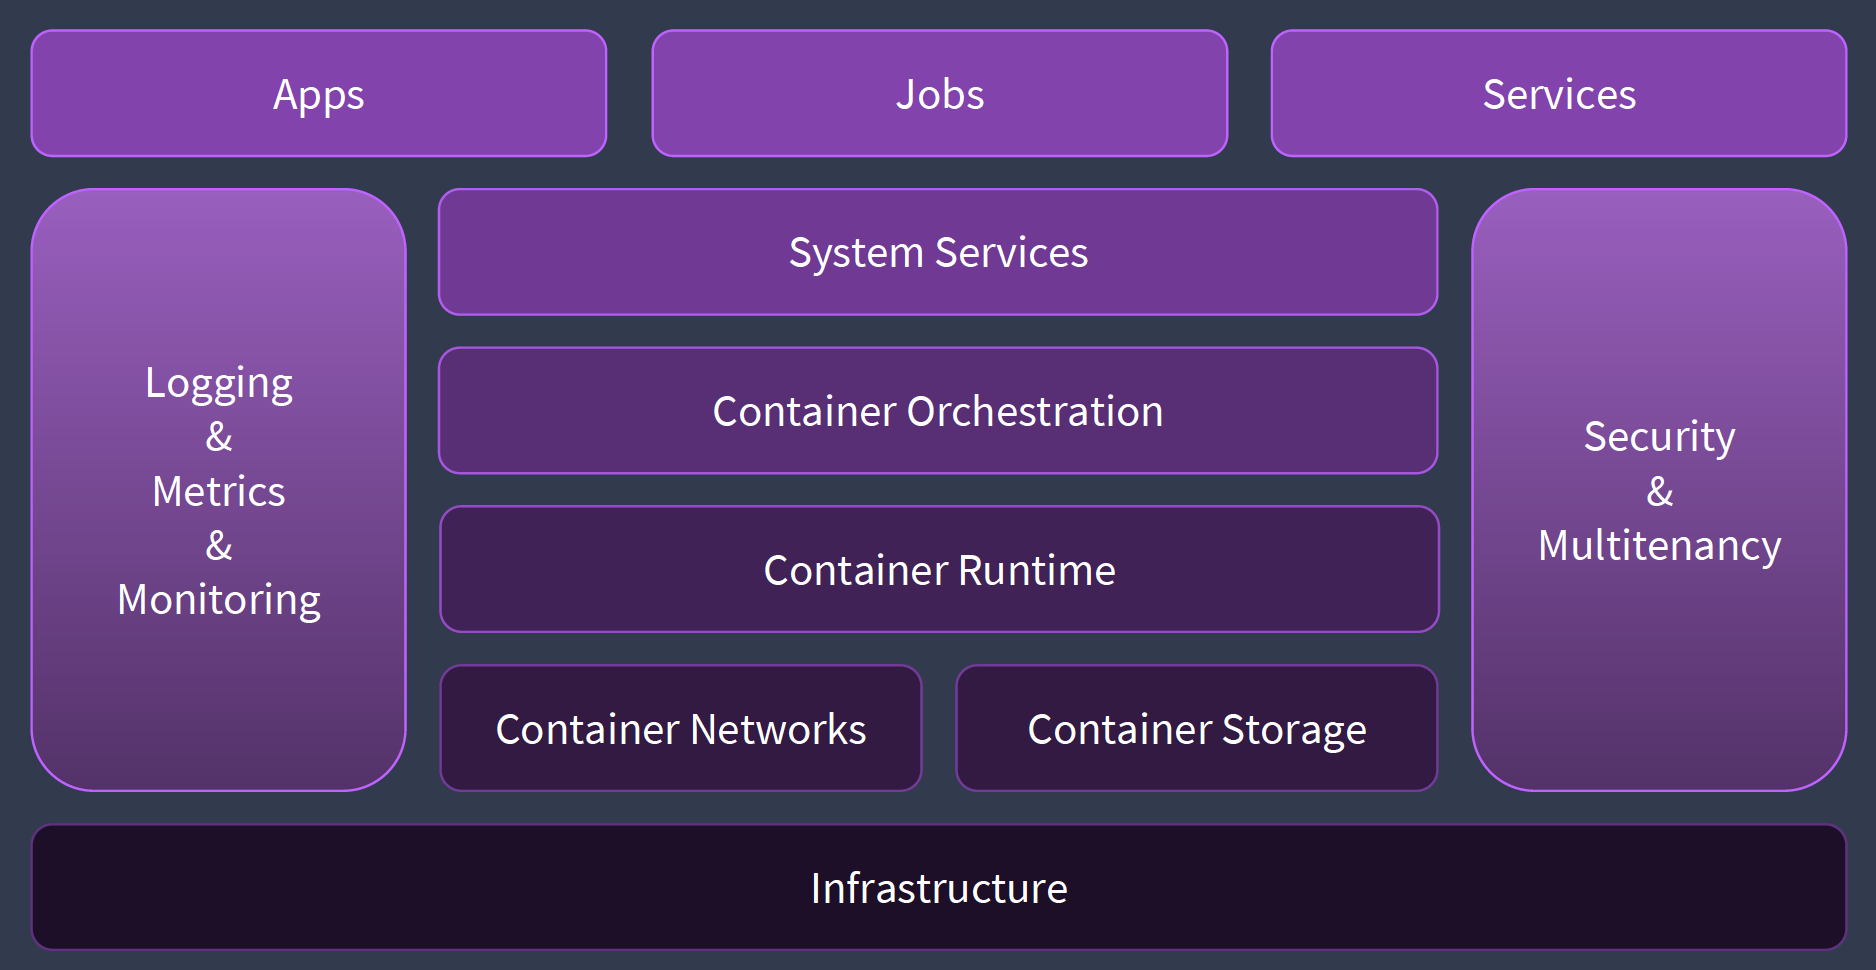 Apps
Jobs
Services
Logging
&
Metrics
&
Monitoring
System Services
Container Orchestration
Container Runtime
Container Networks
Container Storage
Security
&
Multitenancy
Infrastructure